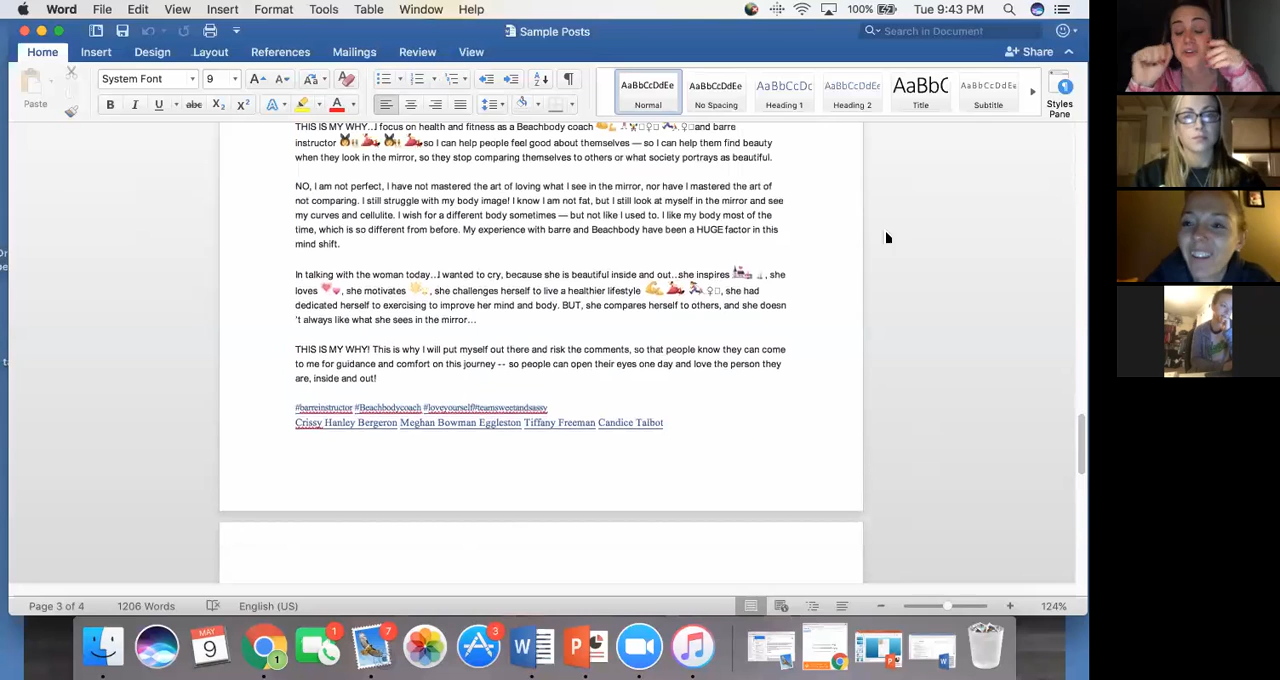 Word File Edit View Insert Format Tools Table Window Help 100% Tue 9:43 PM
Sample Posts Search in Document
Home Insert Design Layout References Mailings Review View Share
Paste System Font 9 A A Aa B I U abc X₂ X² A A AaBbCcDdEe AaBbCcDdEe AaBbCcDc AaBbCcDdEe AaBbC AaBbCcDdEe
Normal No Spacing Heading 1 Heading 2 Title Subtitle Styles Pane
THIS IS MY WHY…I focus on health and fitness as a Beachbody coach and barre
instructor so I can help people feel good about themselves — so I can help them find beauty
when they look in the mirror, so they stop comparing themselves to others or what society portrays as beautiful.
NO, I am not perfect, I have not mastered the art of loving what I see in the mirror, nor have I mastered the art of
not comparing. I still struggle with my body image! I know I am not fat, but I still look at myself in the mirror and see
my curves and cellulite. I wish for a different body sometimes — but not like I used to. I like my body most of the
time, which is so different from before. My experience with barre and Beachbody have been a HUGE factor in this
mind shift.
In talking with the woman today…I wanted to cry, because she is beautiful inside and out…she inspires , she
loves , she motivates , she challenges herself to live a healthier lifestyle , she had
dedicated herself to exercising to improve her mind and body. BUT, she compares herself to others, and she doesn
't always like what she sees in the mirror…
THIS IS MY WHY! This is why I will put myself out there and risk the comments, so that people know they can come
to me for guidance and comfort on this journey -- so people can open their eyes one day and love the person they
are, inside and out!
#barreinstructor #Beachbodycoach #loveyourself#teamsweetandsassy
Crissy Hanley Bergeron Meghan Bowman Eggleston Tiffany Freeman Candice Talbot
Page 3 of 4 1206 Words English (US) 124%
MAY 9 1 1 7 3 W P